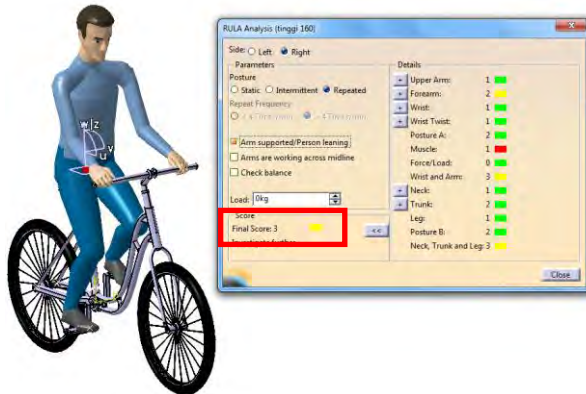 RULA Analysis (tinggi 160)
Side: Left Right
Parameters
Posture
Static Intermittent Repeated
Repeat Frequency
Arm supported/Person leaning
Arms are working across midline
Check balance
Load: 0kg
Score
Final Score: 3
Investigate further
<<
Details
+ Upper Arm: 1
+ Forearm: 2
+ Wrist: 1
+ Wrist Twist: 1
Posture A: 2
Muscle: 1
Force/Load: 0
Wrist and Arm: 3
+ Neck: 1
+ Trunk: 2
Leg: 1
Posture B: 2
Neck, Trunk and Leg: 3
Close
w z
v
u